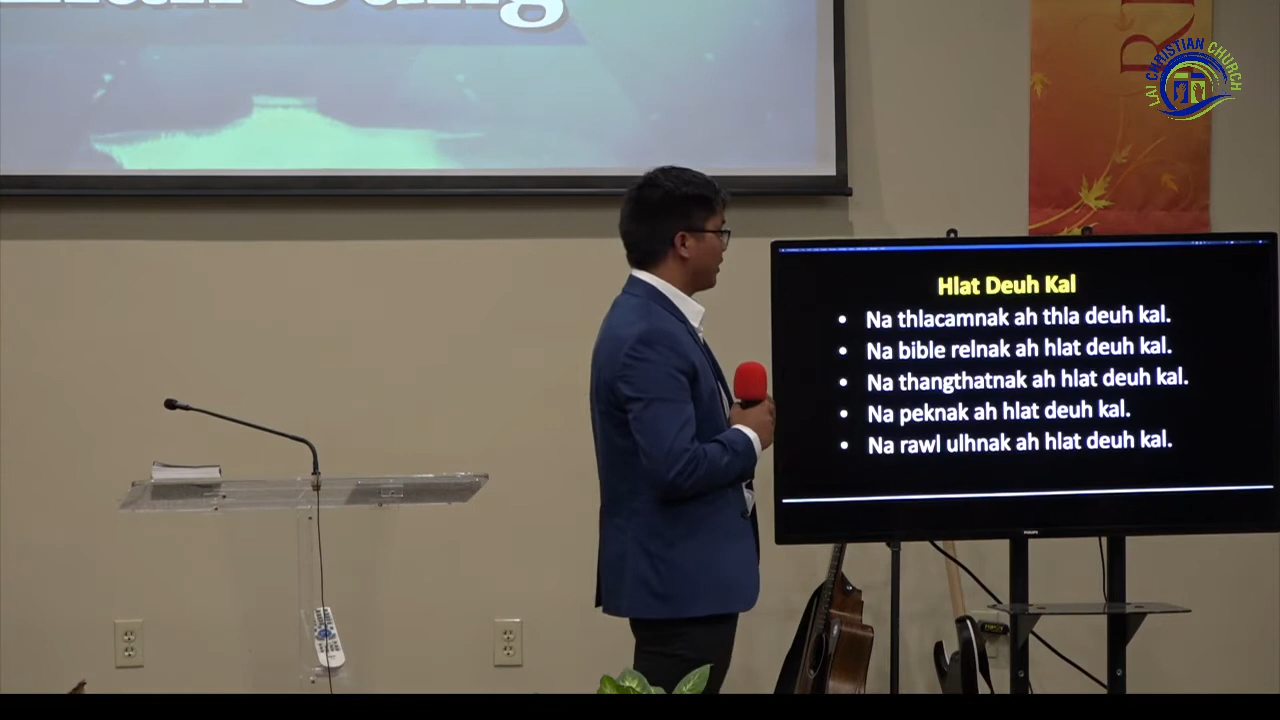 LAI CHRISTIAN CHURCH
Hlat Deuh Kal
• Na thlacamnak ah thla deuh kal.
• Na bible relnak ah hlat deuh kal.
• Na thangthatnak ah hlat deuh kal.
• Na peknak ah hlat deuh kal.
• Na rawl ulhnak ah hlat deuh kal.
PHILIPS